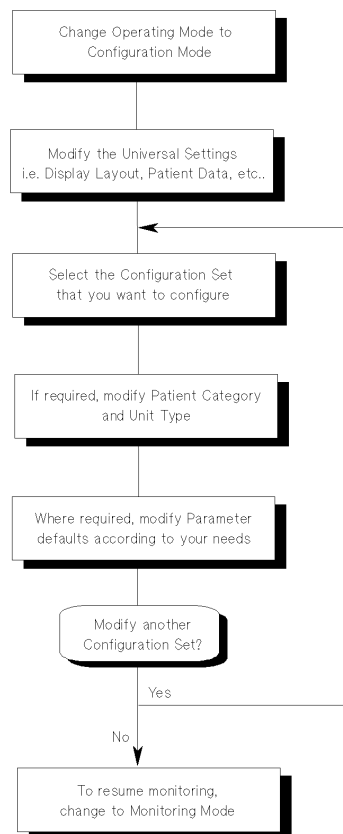 Change Operating Mode to
Configuration Mode
Modify the Universal Settings
i.e. Display Layout, Patient Data, etc..
Select the Configuration Set
that you want to configure
If required, modify Patient Category
and Unit Type
Where required, modify Parameter
defaults according to your needs
Modify another
Configuration Set?
Yes
No
To resume monitoring,
change to Monitoring Mode